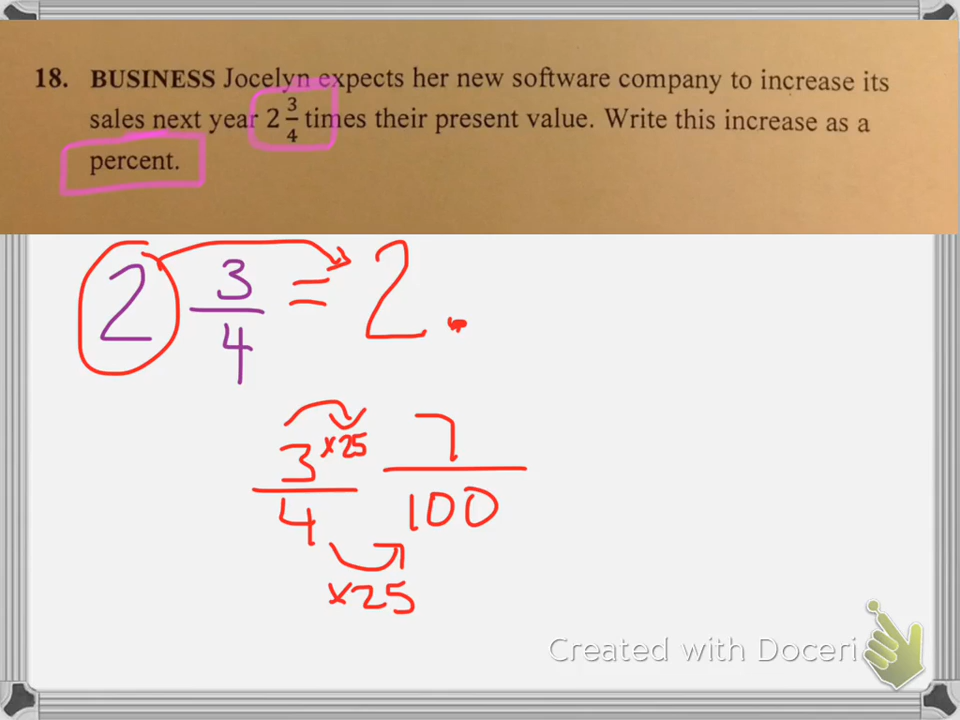 18. BUSINESS Jocelyn expects her new software company to increase its
sales next year 2 3/4 times their present value. Write this increase as a
percent.
2 3/4 = 2.
3 ×25 7
4 100
×25
Created with Doceri